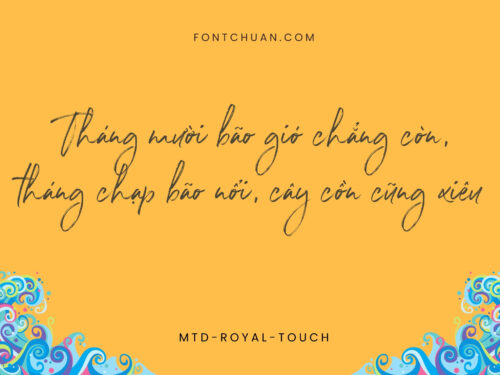 FONTCHUAN.COM
Tháng mười bão gió chẳng còn,
tháng chạp bão nổi, cây cồn cũng xiêu
MTD-ROYAL-TOUCH